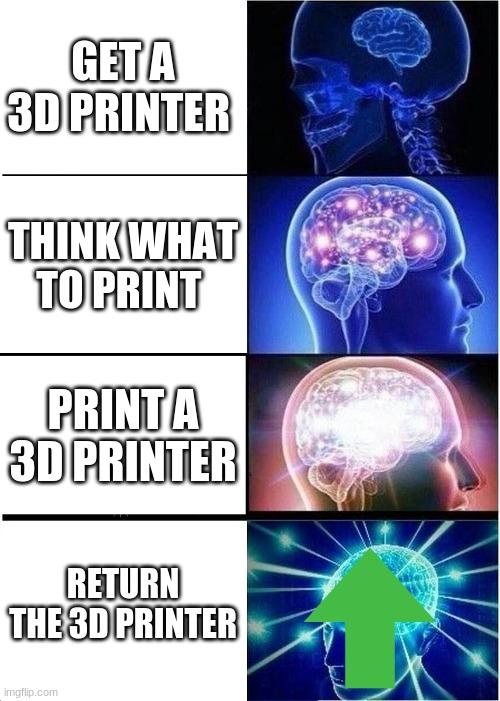 GET A
3D PRINTER
THINK WHAT
TO PRINT
PRINT A
3D PRINTER
RETURN
THE 3D PRINTER
imgflip.com